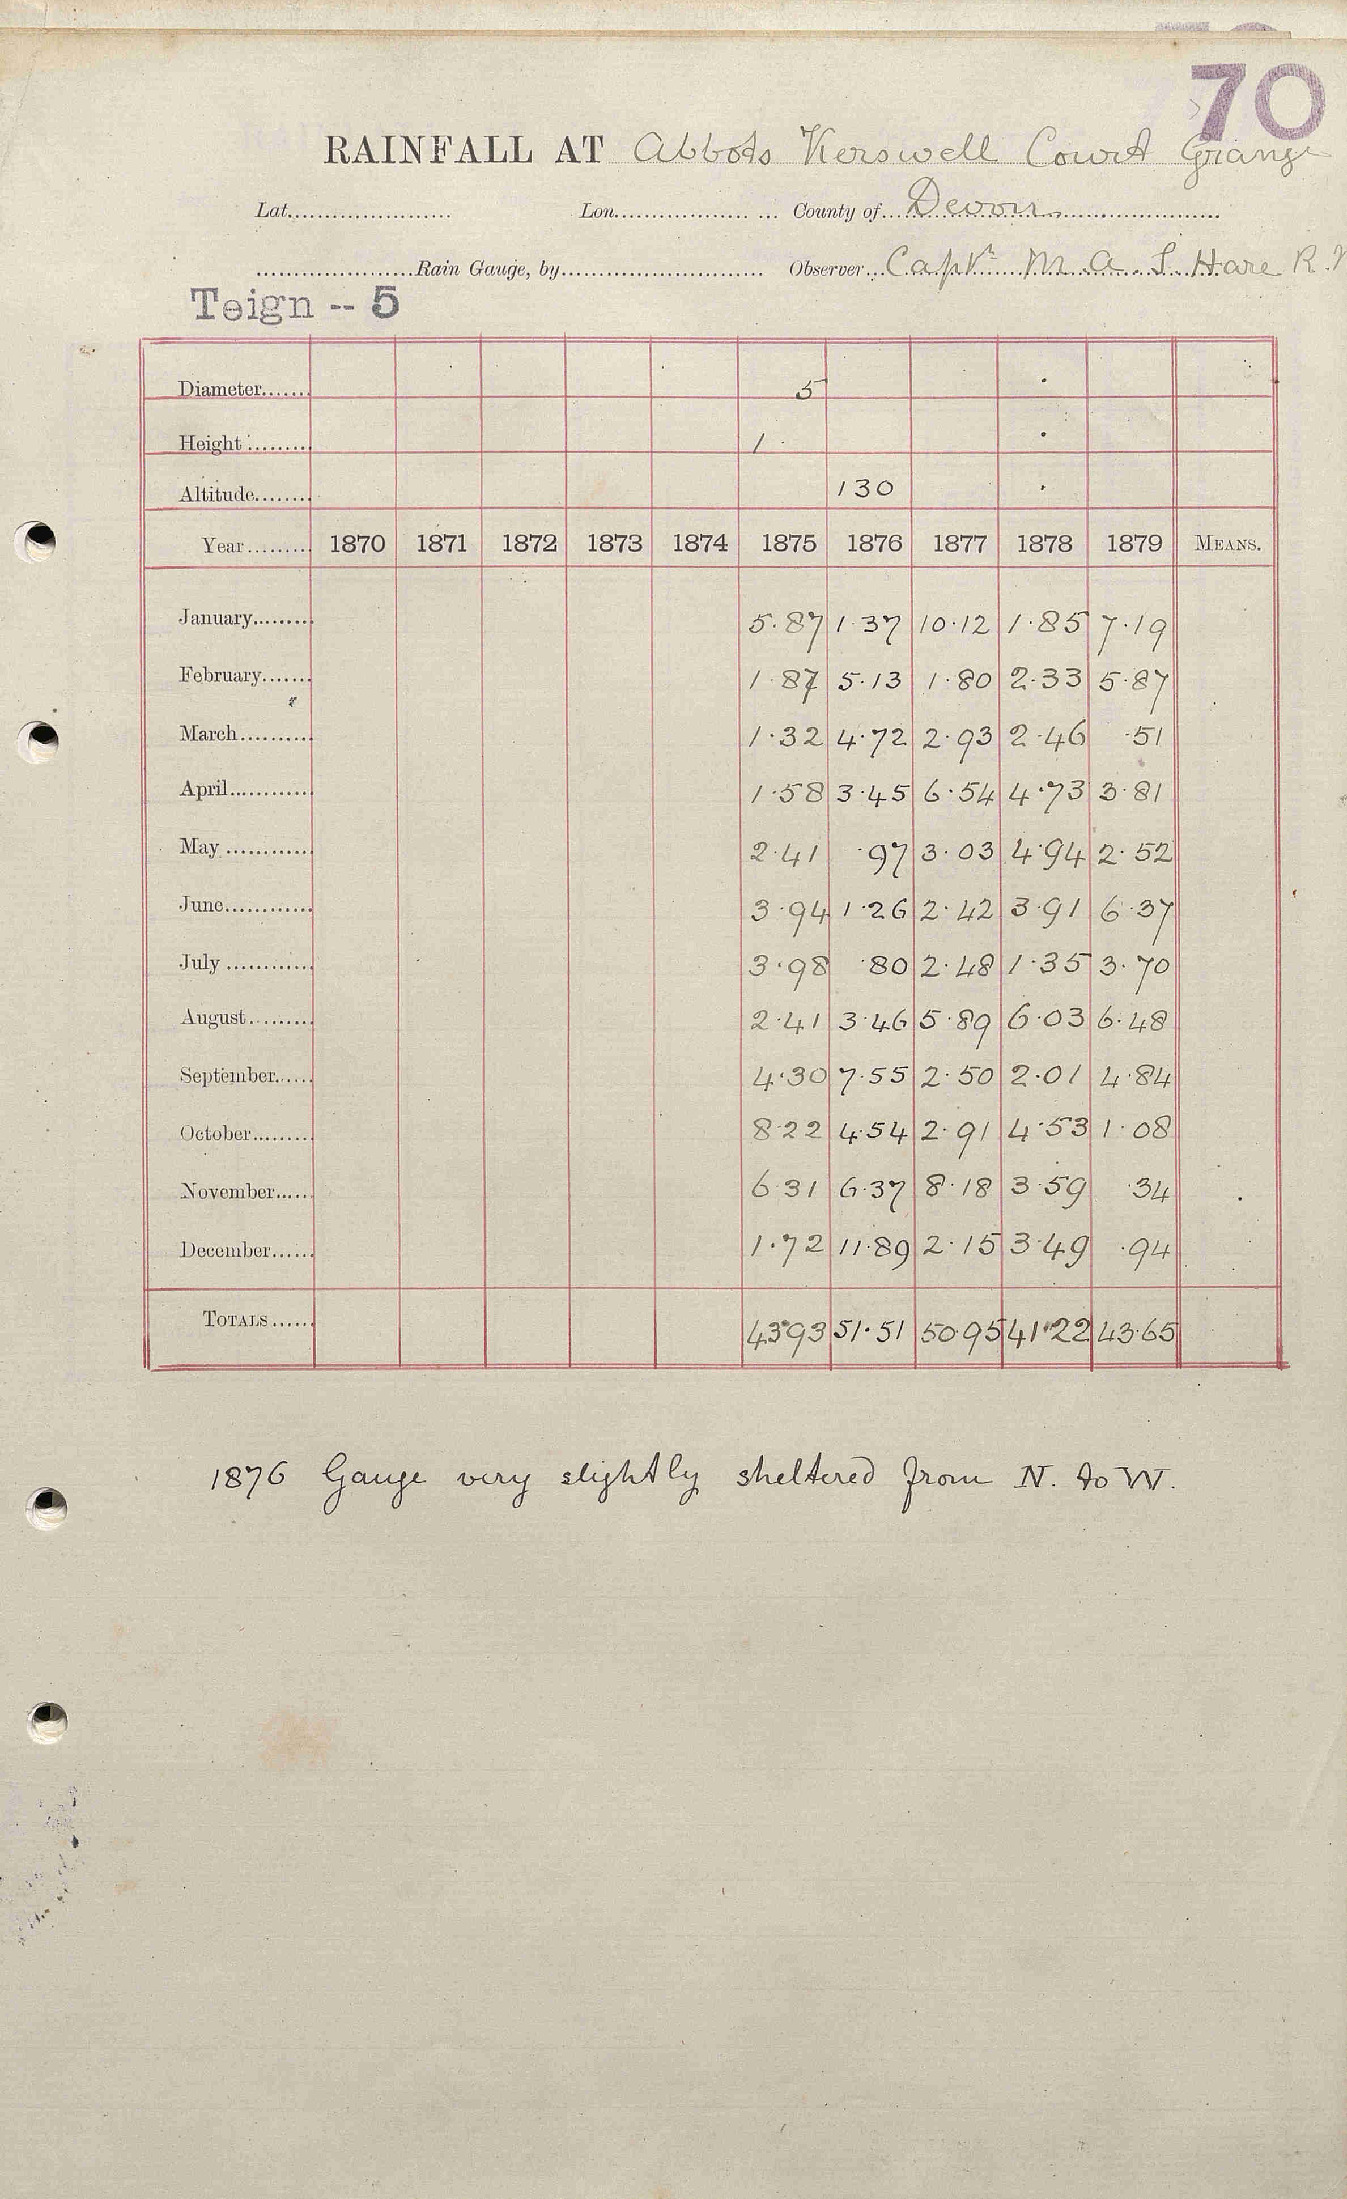 70
RAINFALL AT Abbots Kerswell Court Grange
Lat. Lon. County of Devon
Rain Gauge, by Observer Captn M. A. S. Hare R.N
Teign -- 5
Diameter 5
Height 1
Altitude 130
Year 1870 1871 1872 1873 1874 1875 1876 1877 1878 1879 MEANS.
January 5.87 1.37 10.12 1.85 7.19
February 1.87 5.13 1.80 2.33 5.87
March 1.32 4.72 2.93 2.46 .51
April 1.58 3.45 6.54 4.73 3.81
May 2.41 .97 3.03 4.94 2.52
June 3.94 1.26 2.42 3.91 6.37
July 3.98 .80 2.48 1.35 3.70
August 2.41 3.46 5.89 6.03 6.48
September 4.30 7.55 2.50 2.01 4.84
October 8.22 4.54 2.91 4.53 1.08
November 6.31 6.37 8.18 3.59 .34
December 1.72 11.89 2.15 3.49 .94
TOTALS 43.93 51.51 50.95 41.22 43.65
1876 Gauge very slightly sheltered from N. to W.